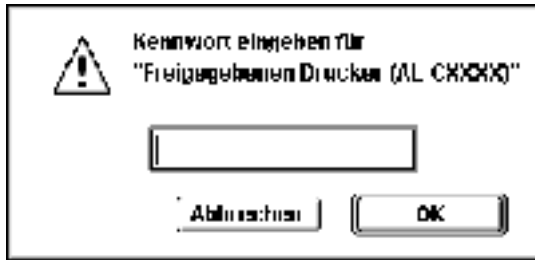 Kennwort eingeben für
"Freigegebenen Drucker (AL CXXXX)"
Abbrechen
OK